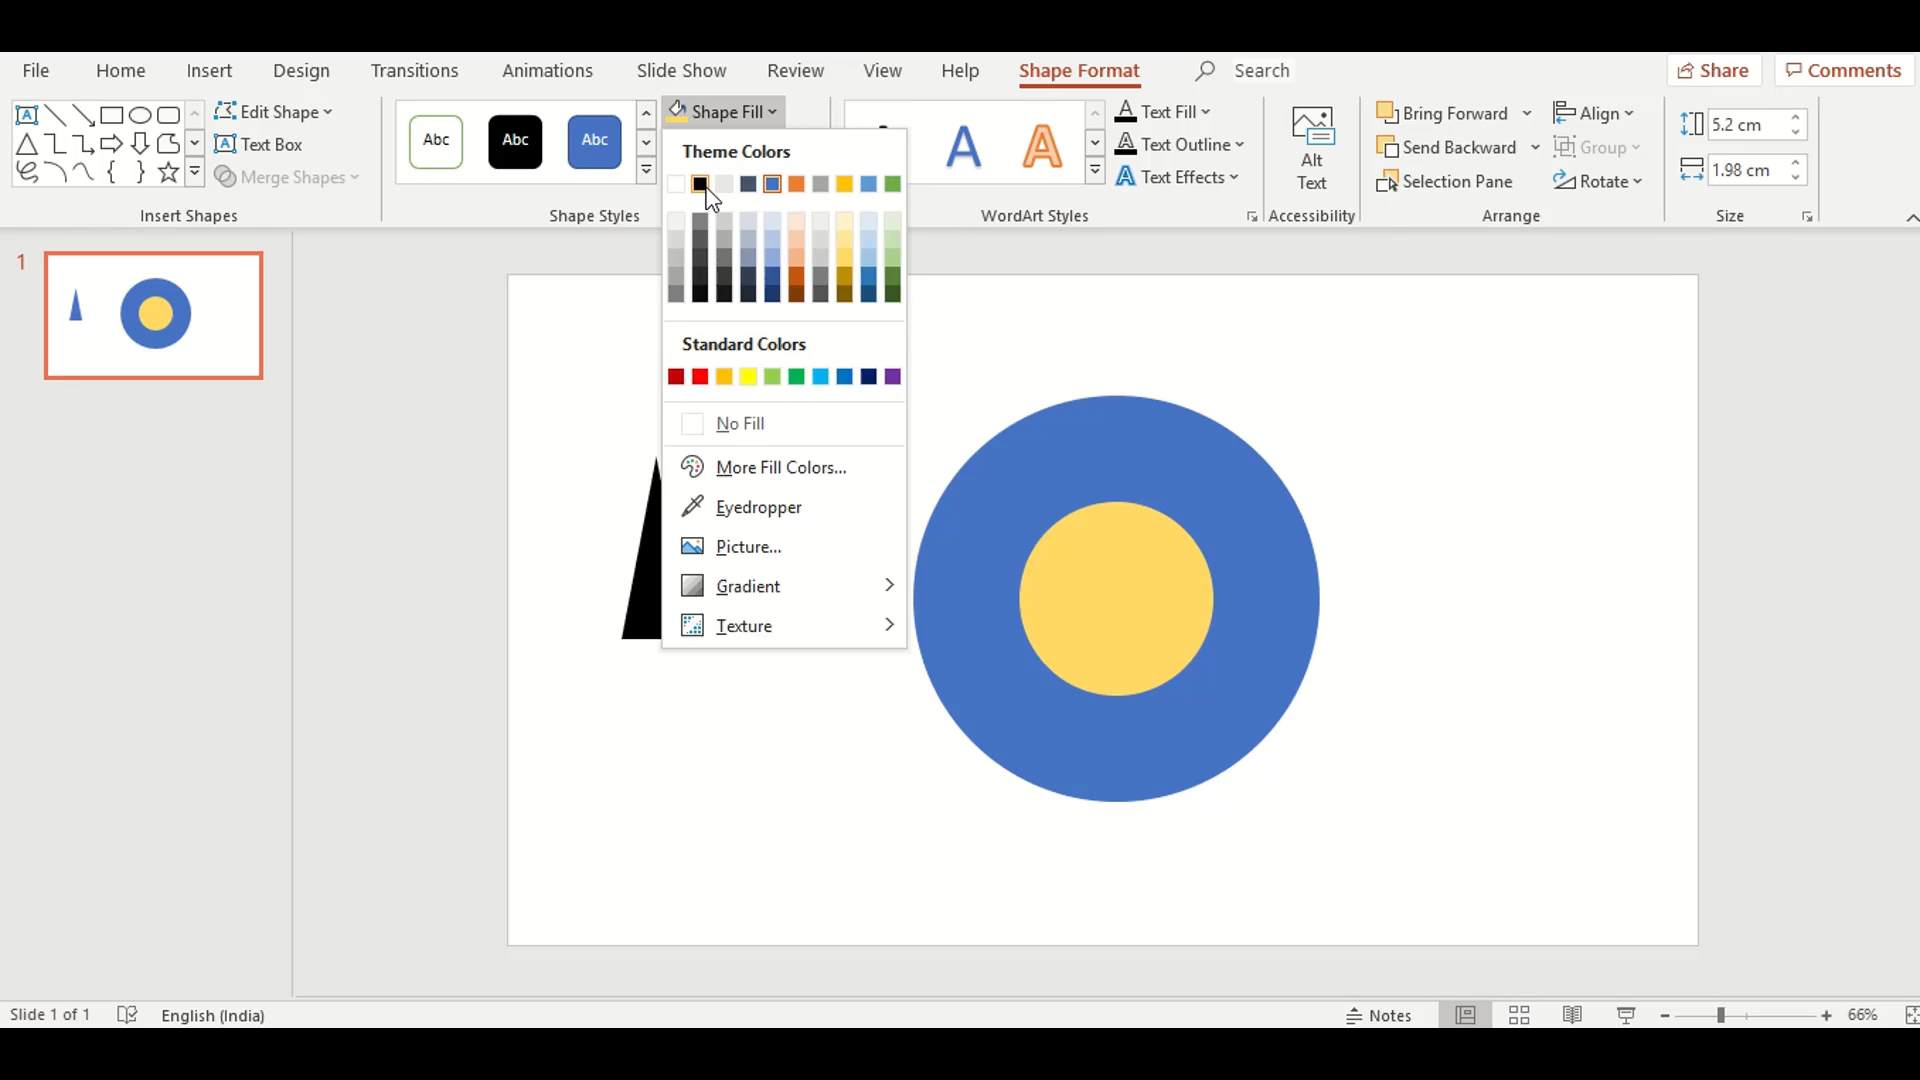 File Home Insert Design Transitions Animations Slide Show Review View Help Shape Format Search Share Comments
Edit Shape
Text Box
Merge Shapes
Insert Shapes
Abc Abc Abc
Shape Styles
Shape Fill
Theme Colors
Standard Colors
No Fill
More Fill Colors...
Eyedropper
Picture...
Gradient
Texture
A A
WordArt Styles
Text Fill
Text Outline
Text Effects
Alt
Text
Accessibility
Bring Forward
Send Backward
Selection Pane
Align
Group
Rotate
Arrange
5.2 cm
1.98 cm
Size
1
Slide 1 of 1 English (India) Notes 66%